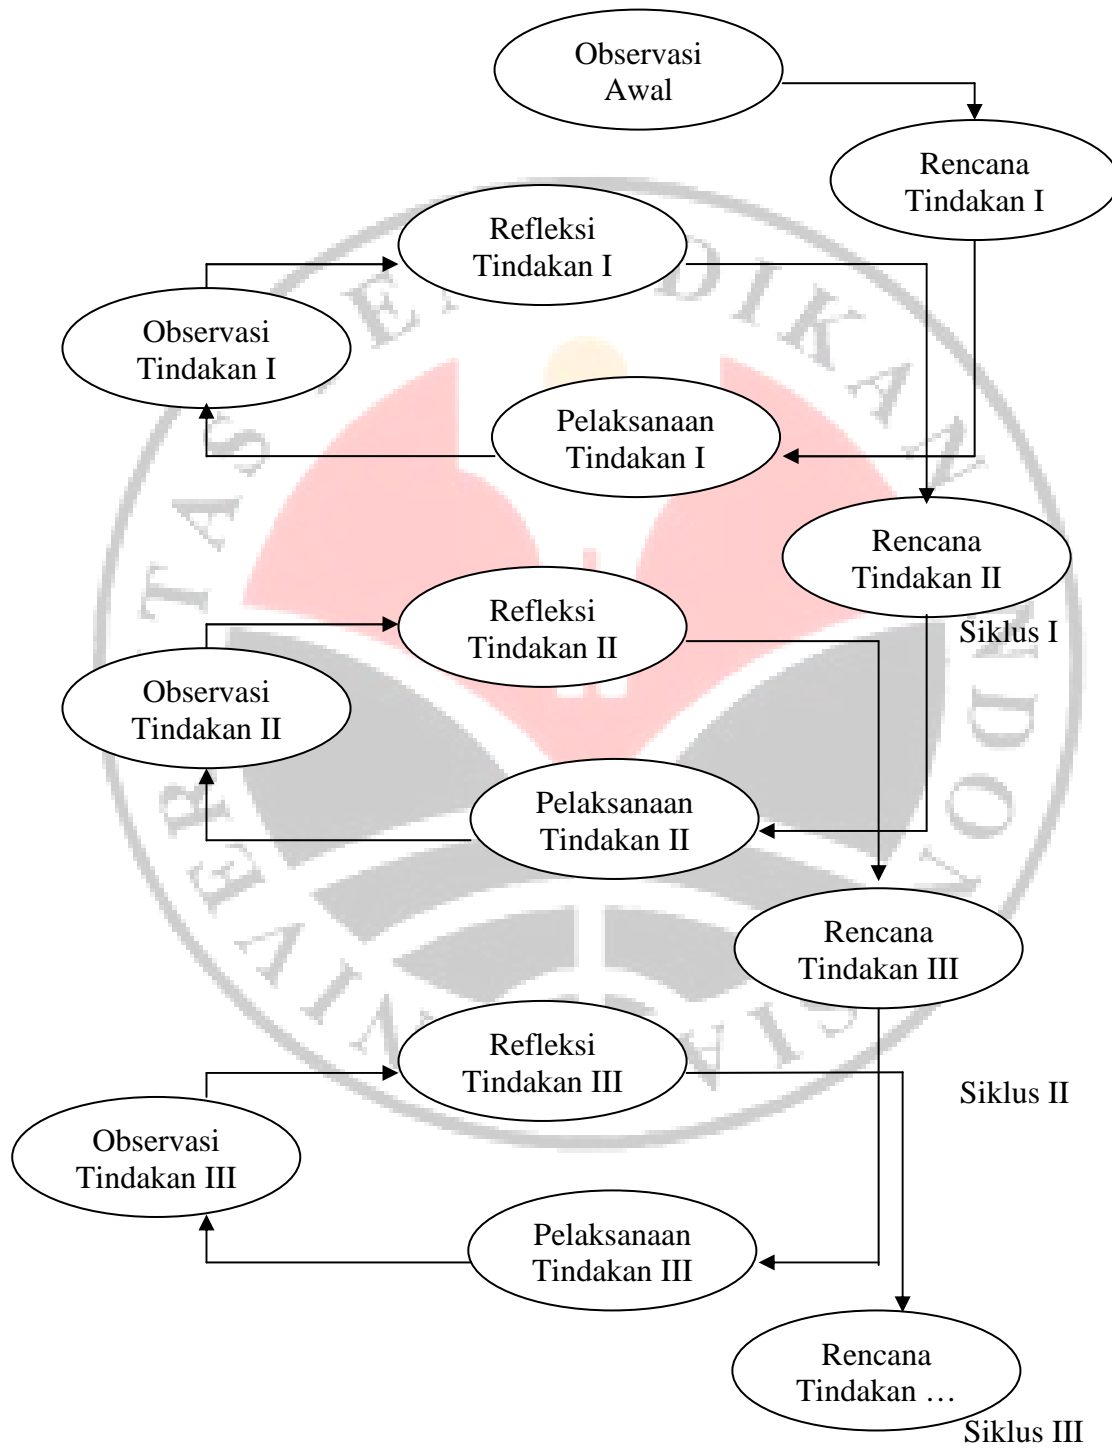 Observasi
Awal
Rencana
Tindakan I
Refleksi
Tindakan I
Observasi
Tindakan I
Pelaksanaan
Tindakan I
Rencana
Tindakan II
Siklus I
Refleksi
Tindakan II
Observasi
Tindakan II
Pelaksanaan
Tindakan II
Rencana
Tindakan III
Refleksi
Tindakan III
Siklus II
Observasi
Tindakan III
Pelaksanaan
Tindakan III
Rencana
Tindakan …
Siklus III